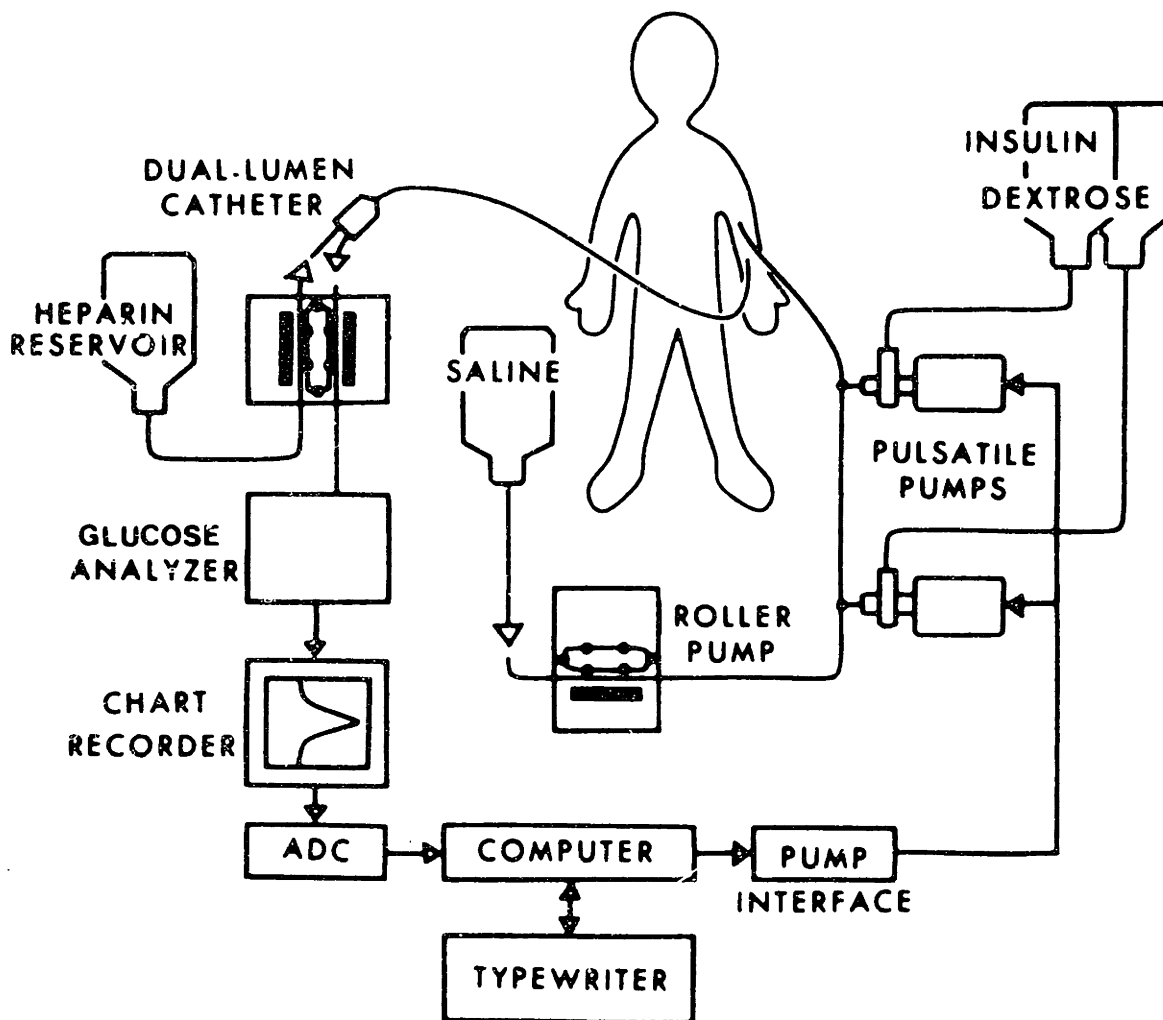 DUAL-LUMEN
CATHETER
INSULIN
DEXTROSE
HEPARIN
RESERVOIR
SALINE
PULSATILE
PUMPS
GLUCOSE
ANALYZER
ROLLER
PUMP
CHART
RECORDER
ADC
COMPUTER
PUMP
INTERFACE
TYPEWRITER